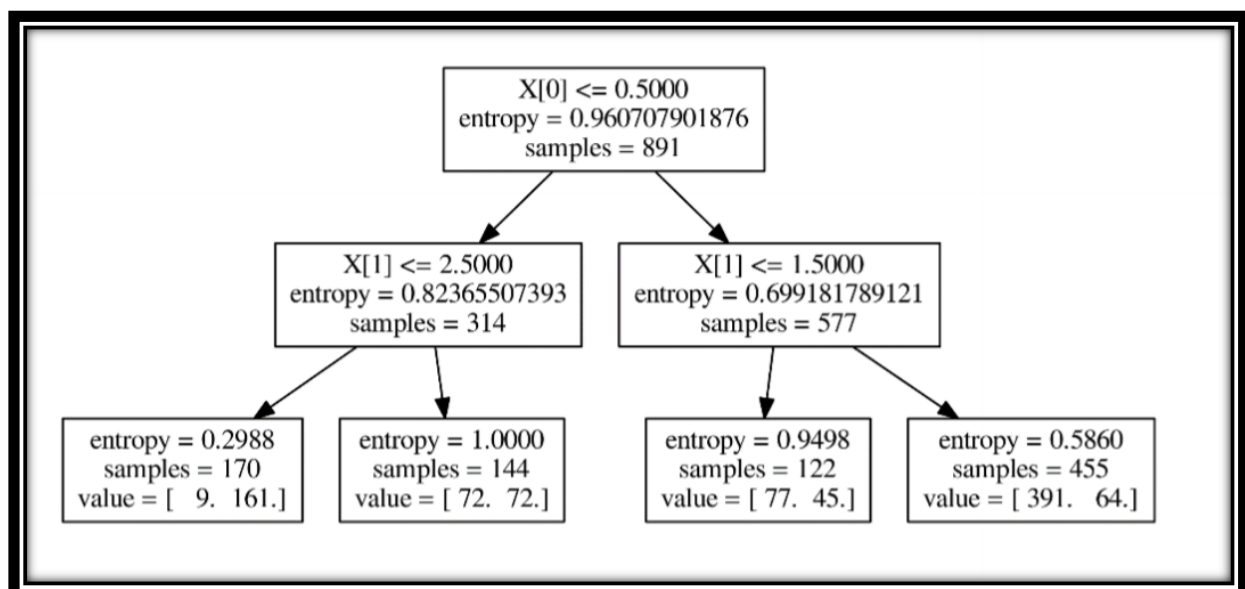 X[0] <= 0.5000
entropy = 0.960707901876
samples = 891
X[1] <= 2.5000
entropy = 0.82365507393
samples = 314
X[1] <= 1.5000
entropy = 0.699181789121
samples = 577
entropy = 0.2988
samples = 170
value = [   9.  161.]
entropy = 1.0000
samples = 144
value = [ 72.  72.]
entropy = 0.9498
samples = 122
value = [ 77.  45.]
entropy = 0.5860
samples = 455
value = [ 391.   64.]